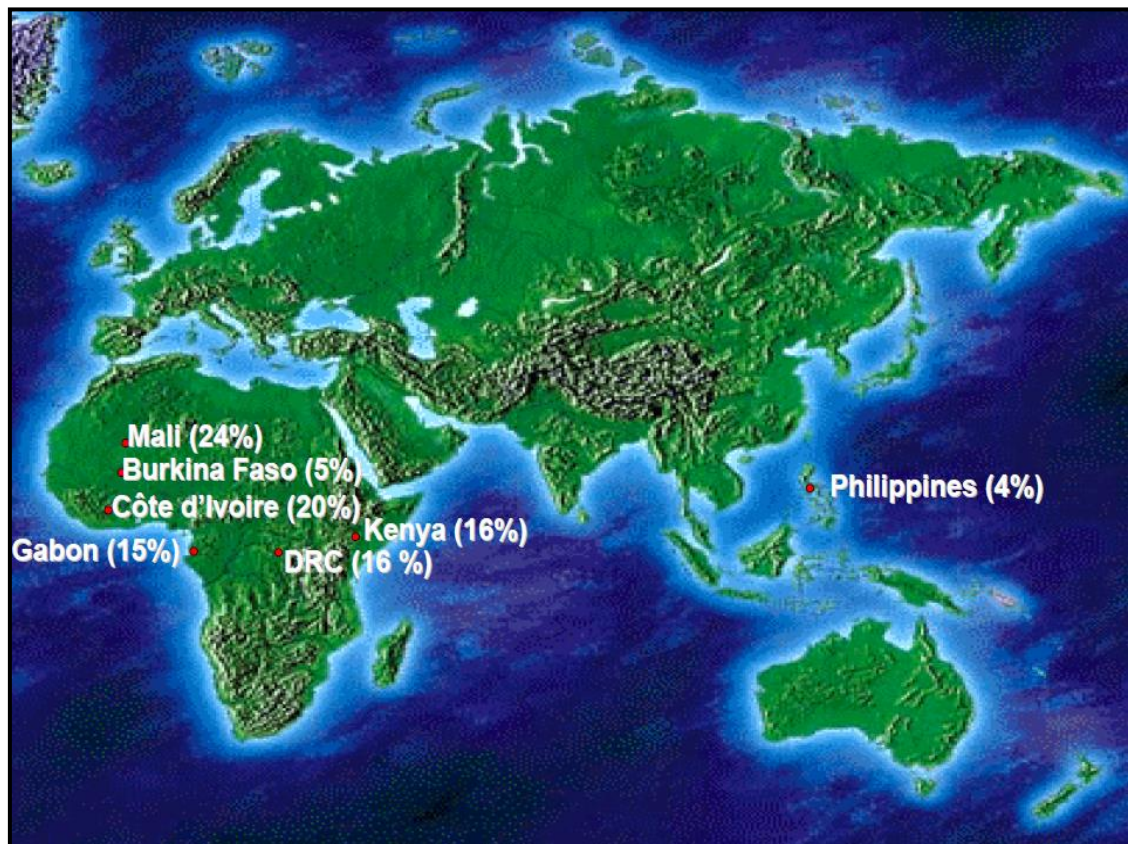 Mali (24%)
Burkina Faso (5%)
Philippines (4%)
Côte d'Ivoire (20%)
Kenya (16%)
Gabon (15%)
DRC (16 %)